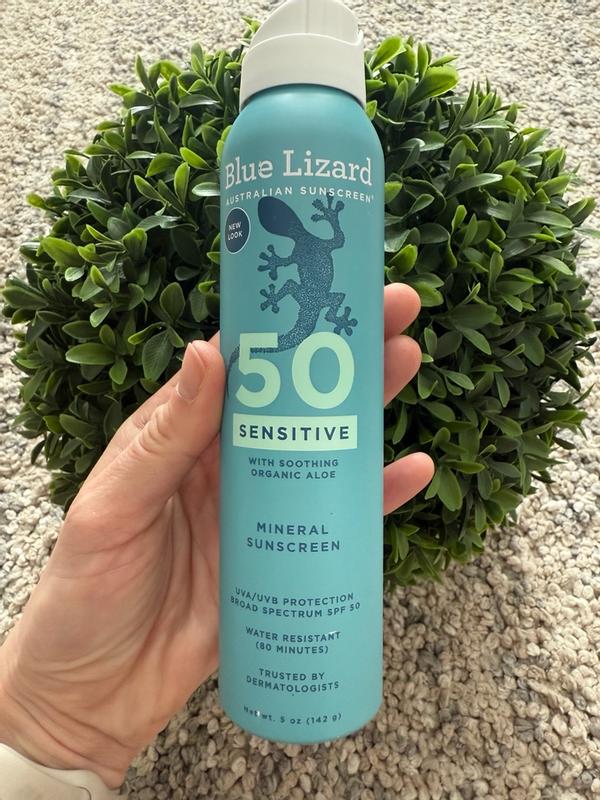 Blue Lizard
AUSTRALIAN SUNSCREEN®
NEW
LOOK
50
SENSITIVE
WITH SOOTHING
ORGANIC ALOE
MINERAL
SUNSCREEN
UVA/UVB PROTECTION
BROAD SPECTRUM SPF 50
WATER RESISTANT
(80 MINUTES)
TRUSTED BY
DERMATOLOGISTS
Net wt. 5 oz (142 g)